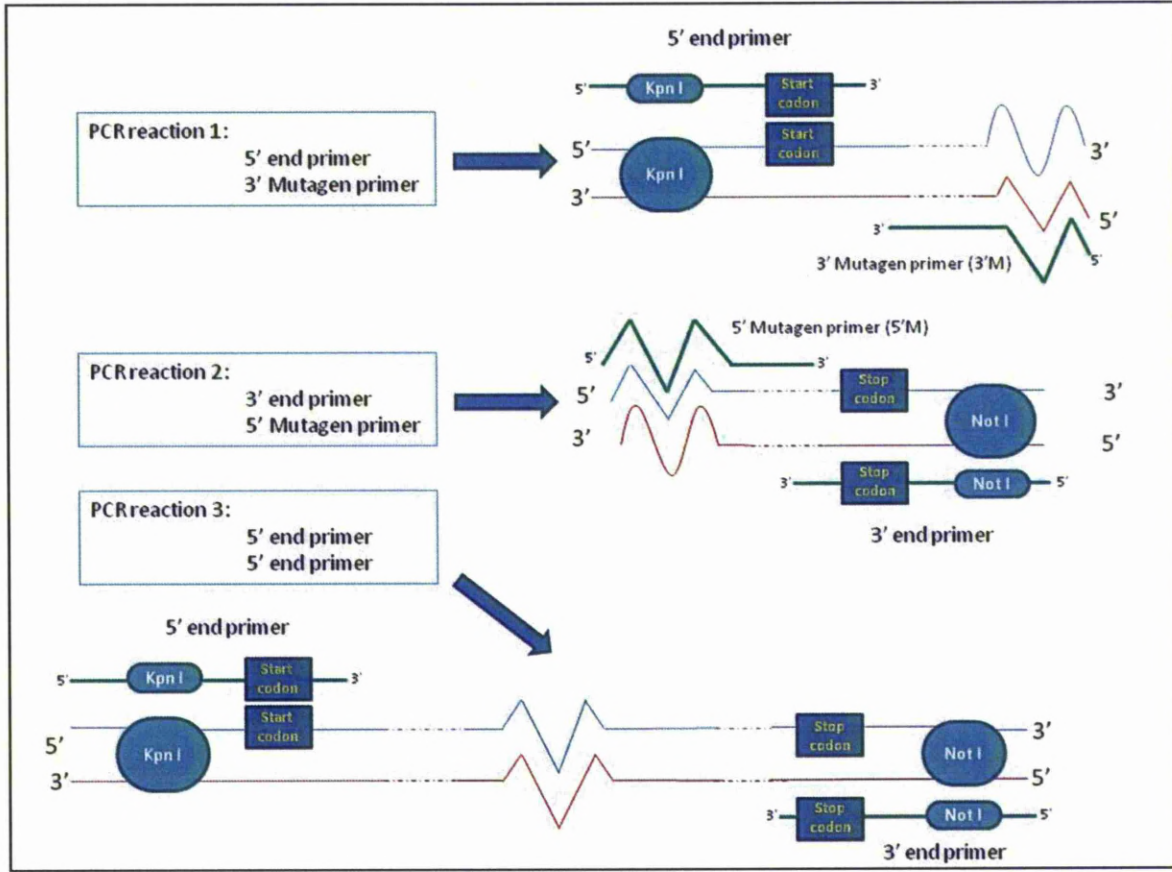 5' end primer
5' Kpn I Start codon 3'
PCR reaction 1:
5' end primer
3' Mutagen primer
5' Kpn I Start codon 3'
3' 5'
3'
5'
3' Mutagen primer (3'M)
PCR reaction 2:
3' end primer
5' Mutagen primer
5' Mutagen primer (5'M)
5' 3'
5' Stop codon Not I 3'
3' 5'
3' Stop codon Not I 5'
3' end primer
PCR reaction 3:
5' end primer
5' end primer
5' end primer
5' Kpn I Start codon 3'
5' Kpn I Start codon Stop codon Not I 3'
3' 5'
3' Stop codon Not I 5'
3' end primer